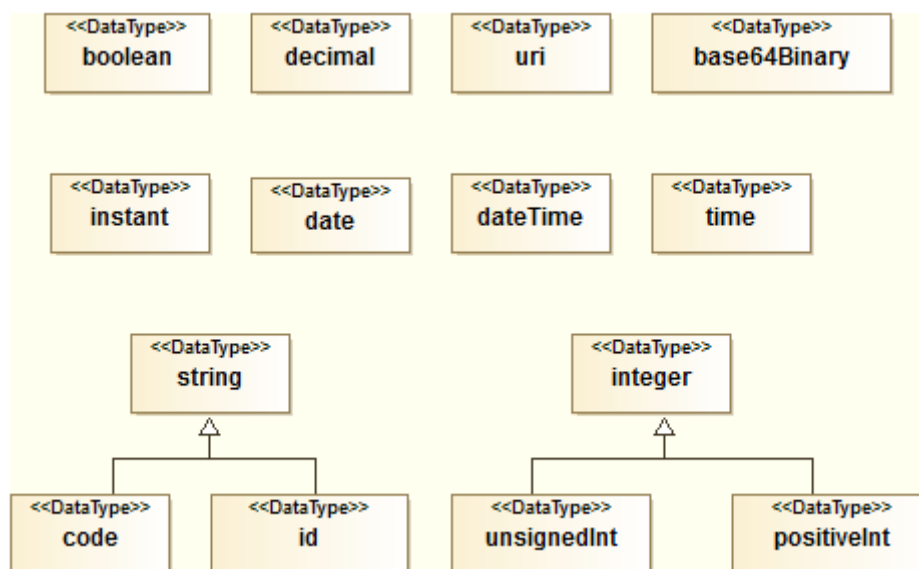 <<DataType>> <<DataType>> <<DataType>> <<DataType>>
boolean decimal uri base64Binary
<<DataType>> <<DataType>> <<DataType>> <<DataType>>
instant date dateTime time
<<DataType>> <<DataType>>
string integer
<<DataType>> <<DataType>> <<DataType>> <<DataType>>
code id unsignedInt positiveInt